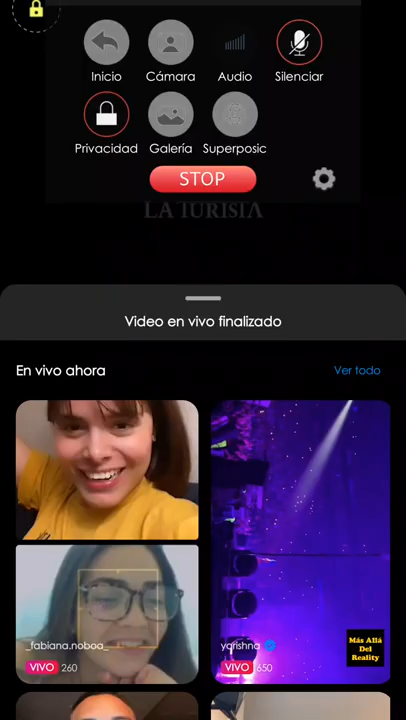 Inicio
Cámara
Audio
Silenciar
Privacidad
Galería
Superposic
STOP
LA TURISTA
Video en vivo finalizado
En vivo ahora
Ver todo
_fabiana.noboa_
VIVO 260
yarishna
VIVO 650
Más Allá
Del
Reality